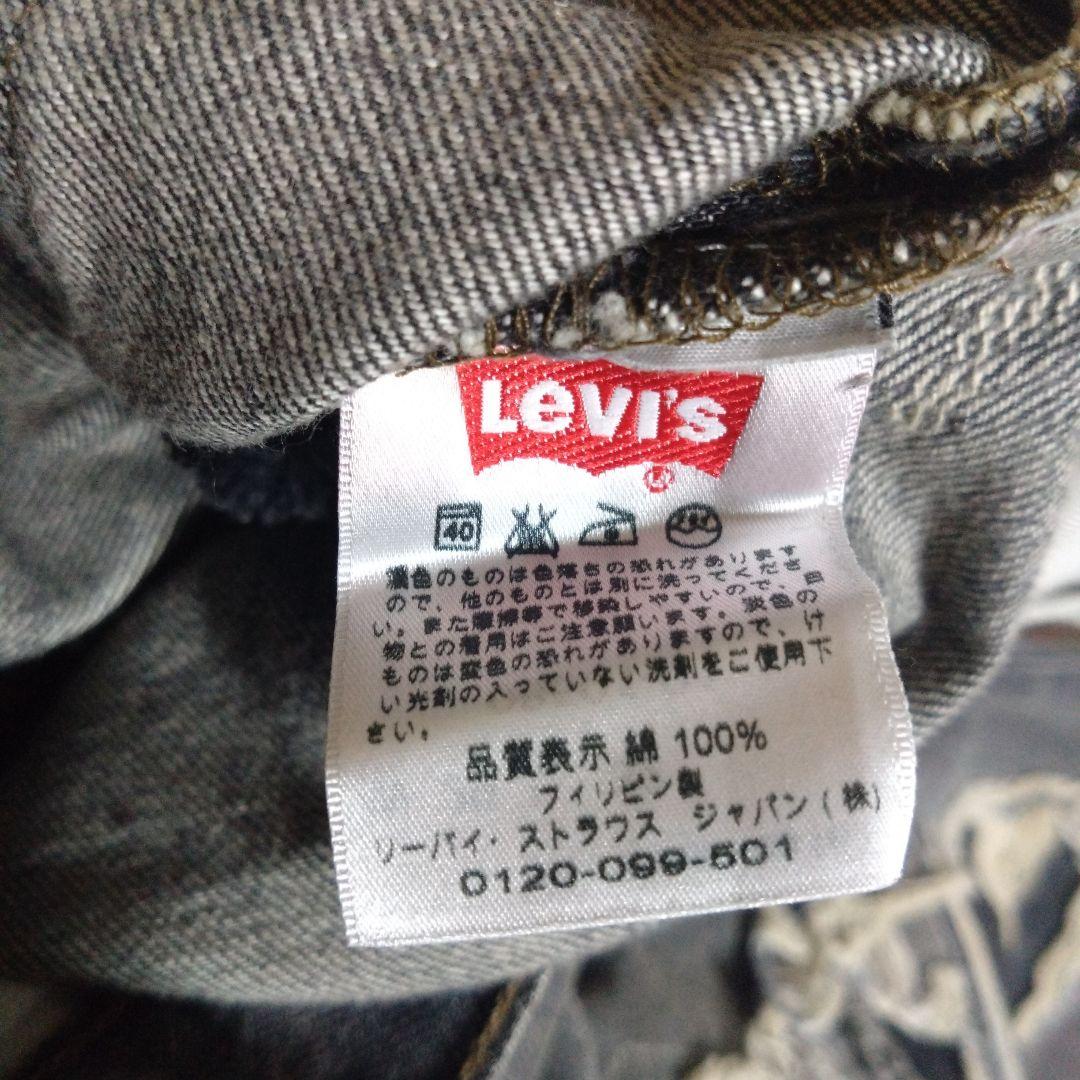 Levi's
®
40
濃色のものは色落ちの恐れがあります
ので、他のものとは別に洗ってくださ
い。また摩擦等で移染しやすいので、白
物との着用はご注意願います。淡色の
ものは変色の恐れがありますので、け
い光剤の入っていない洗剤をご使用下
さい。
品質表示 綿 100%
フィリピン製
リーバイ・ストラウス ジャパン(株)
0120-099-501